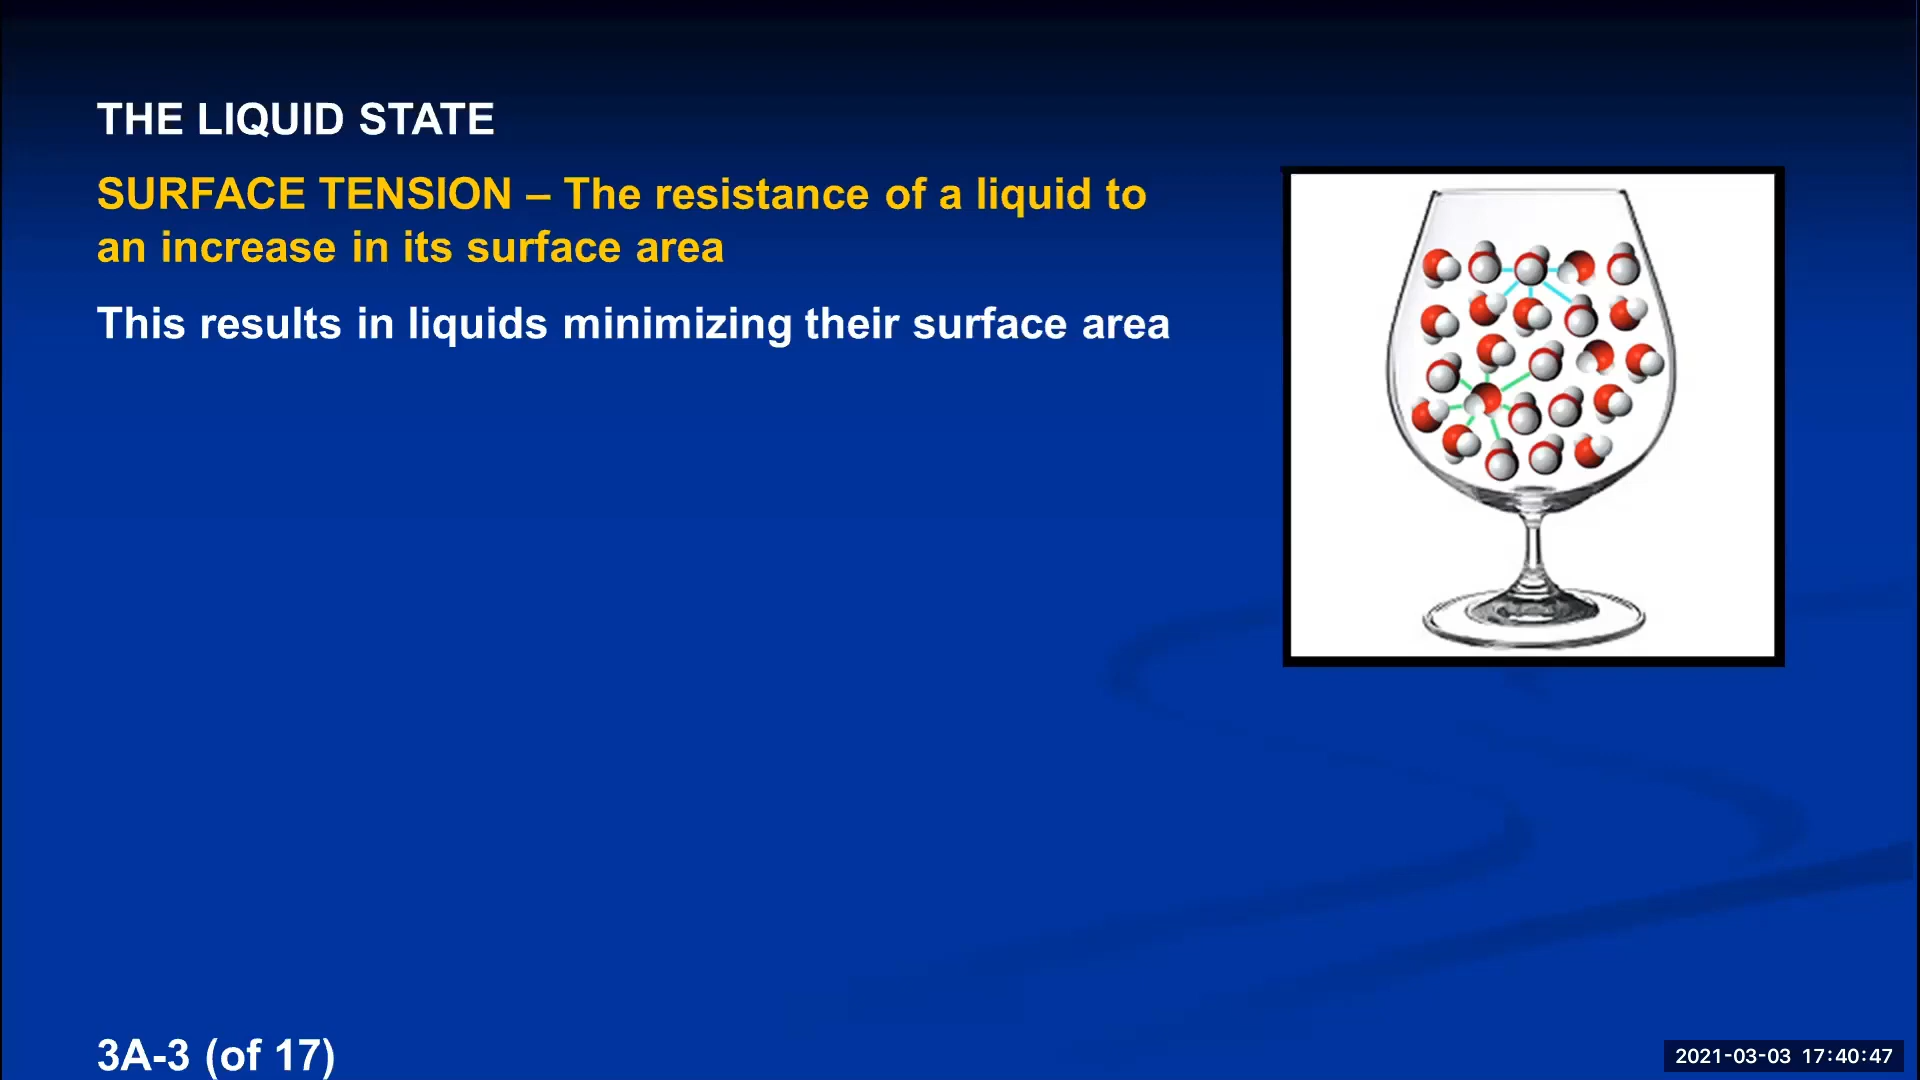 THE LIQUID STATE
SURFACE TENSION – The resistance of a liquid to
an increase in its surface area
This results in liquids minimizing their surface area
3A-3 (of 17)
2021-03-03 17:40:47